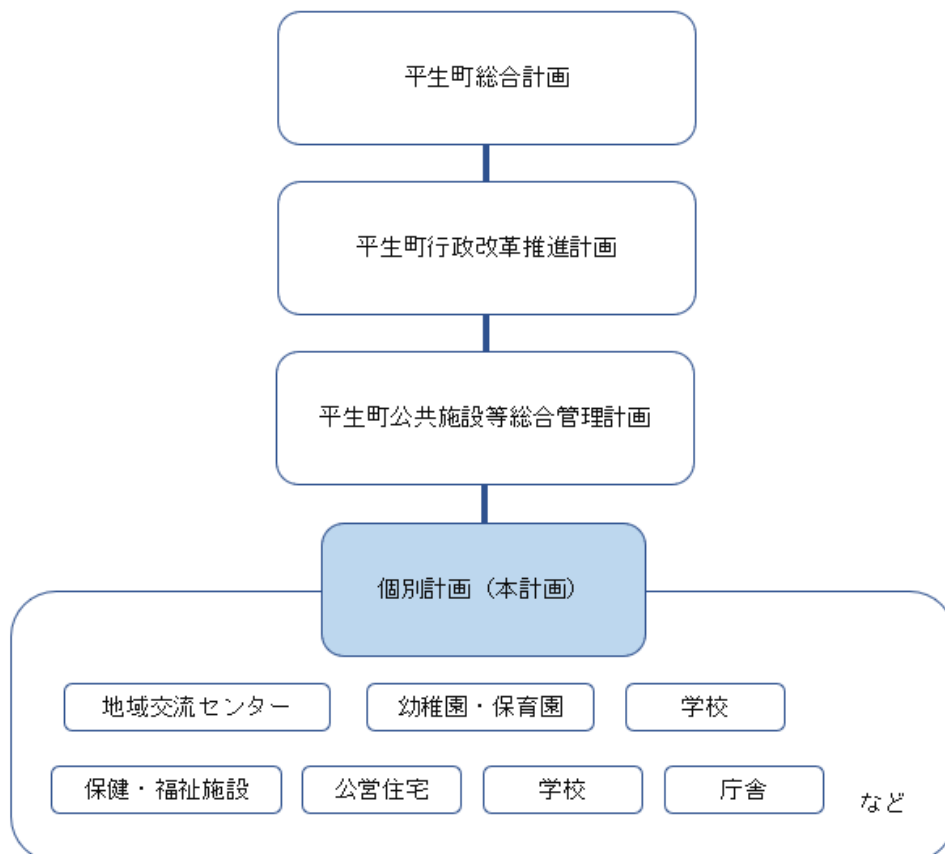 平生町総合計画
平生町行政改革推進計画
平生町公共施設等総合管理計画
個別計画（本計画）
地域交流センター
幼稚園・保育園
学校
保健・福祉施設
公営住宅
学校
庁舎
など